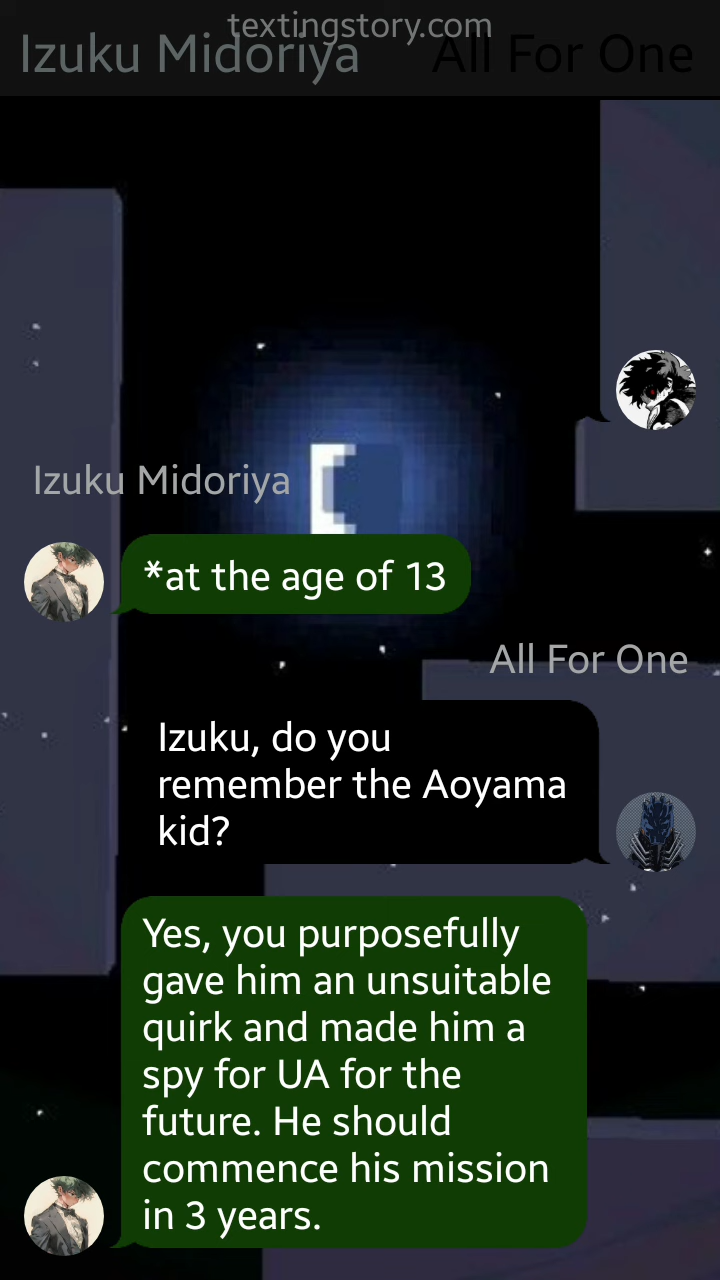 textingstory.com
Izuku Midoriya All For One
Izuku Midoriya
*at the age of 13
All For One
Izuku, do you
remember the Aoyama
kid?
Yes, you purposefully
gave him an unsuitable
quirk and made him a
spy for UA for the
future. He should
commence his mission
in 3 years.